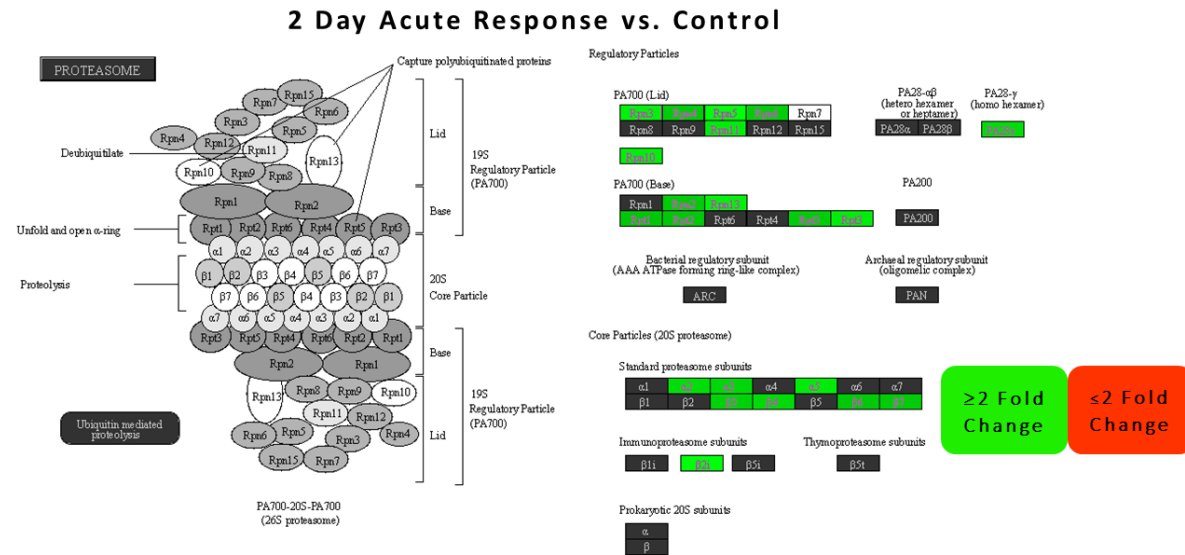 2 Day Acute Response vs. Control
PROTEASOME
Capture polyubiquitinated proteins
Rpn15
Rpn7
Rpn6
Rpn3
Rpn5
Rpn4
Rpn12
Rpn11
Rpn13
Deubiquitilate
Rpn10
Rpn9
Rpn8
Lid
19S
Regulatory Particle
(PA700)
Rpn1 Rpn2
Base
Unfold and open α-ring
Rpt1 Rpt2 Rpt6 Rpt4 Rpt5 Rpt3
α1 α2 α3 α4 α5 α6 α7
β1 β2 β3 β4 β5 β6 β7
Proteolysis
20S
Core Particle
β7 β6 β5 β4 β3 β2 β1
α7 α6 α5 α4 α3 α2 α1
Rpt3 Rpt5 Rpt4 Rpt6 Rpt2 Rpt1
Rpn2 Rpn1
Base
Rpn13 Rpn8 Rpn9 Rpn10
Rpn11 Rpn12
Rpn6 Rpn5 Rpn3 Rpn4
Rpn15 Rpn7
Lid
19S
Regulatory Particle
(PA700)
Ubiquitin mediated
proteolysis
PA700-20S-PA700
(26S proteasome)
Regulatory Particles
PA700 (Lid)
Rpn3 Rpn4 Rpn5 Rpn6 Rpn7
Rpn8 Rpn9 Rpn11 Rpn12 Rpn15
Rpn10
PA28-αβ
(hetero hexamer
or heptamer)
PA28α PA28β
PA28-γ
(homo hexamer)
PA28γ
PA700 (Base)
Rpn1 Rpn2 Rpn13
Rpt1 Rpt2 Rpt6 Rpt4 Rpt5 Rpt3
PA200
PA200
Bacterial regulatory subunit
(AAA ATPase forming ring-like complex)
ARC
Archaeal regulatory subunit
(oligomelic complex)
PAN
Core Particles (20S proteasome)
Standard proteasome subunits
α1 α2 α3 α4 α5 α6 α7
β1 β2 β3 β4 β5 β6 β7
Immunoproteasome subunits
β1i β2i β5i
Thymoproteasome subunits
β5t
Prokaryotic 20S subunits
α
β
≥2 Fold
Change
≤2 Fold
Change